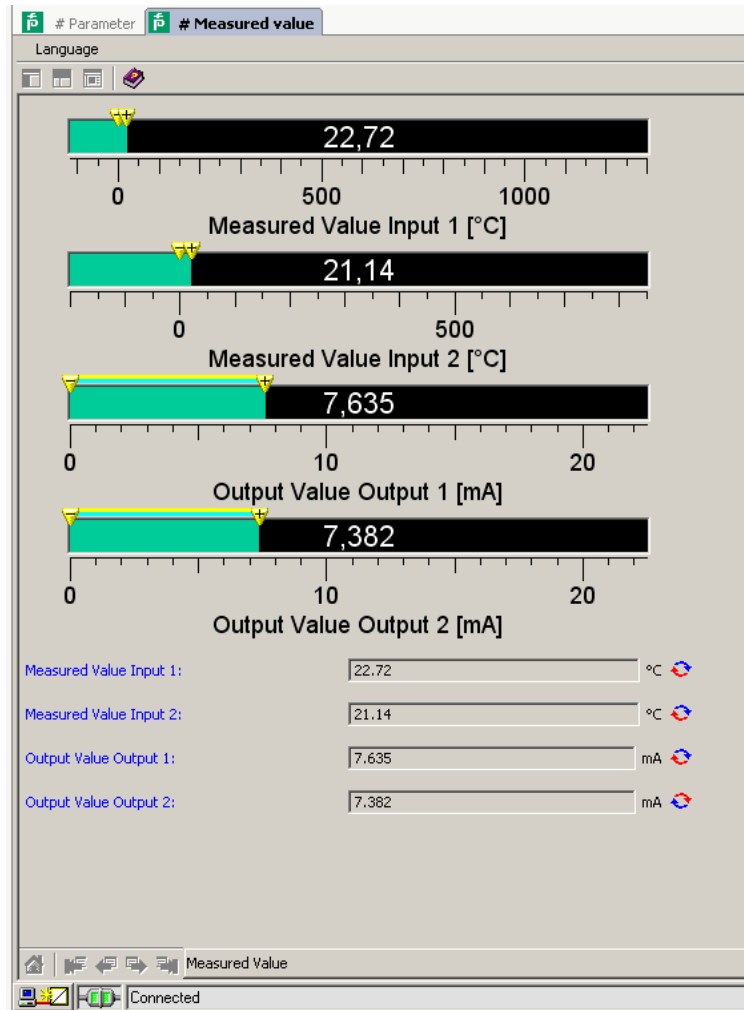 # Parameter # Measured value
Language
22,72
0 500 1000
Measured Value Input 1 [°C]
21,14
0 500
Measured Value Input 2 [°C]
7,635
0 10 20
Output Value Output 1 [mA]
7,382
0 10 20
Output Value Output 2 [mA]
Measured Value Input 1: 22.72 °C
Measured Value Input 2: 21.14 °C
Output Value Output 1: 7.635 mA
Output Value Output 2: 7.382 mA
Measured Value
Connected